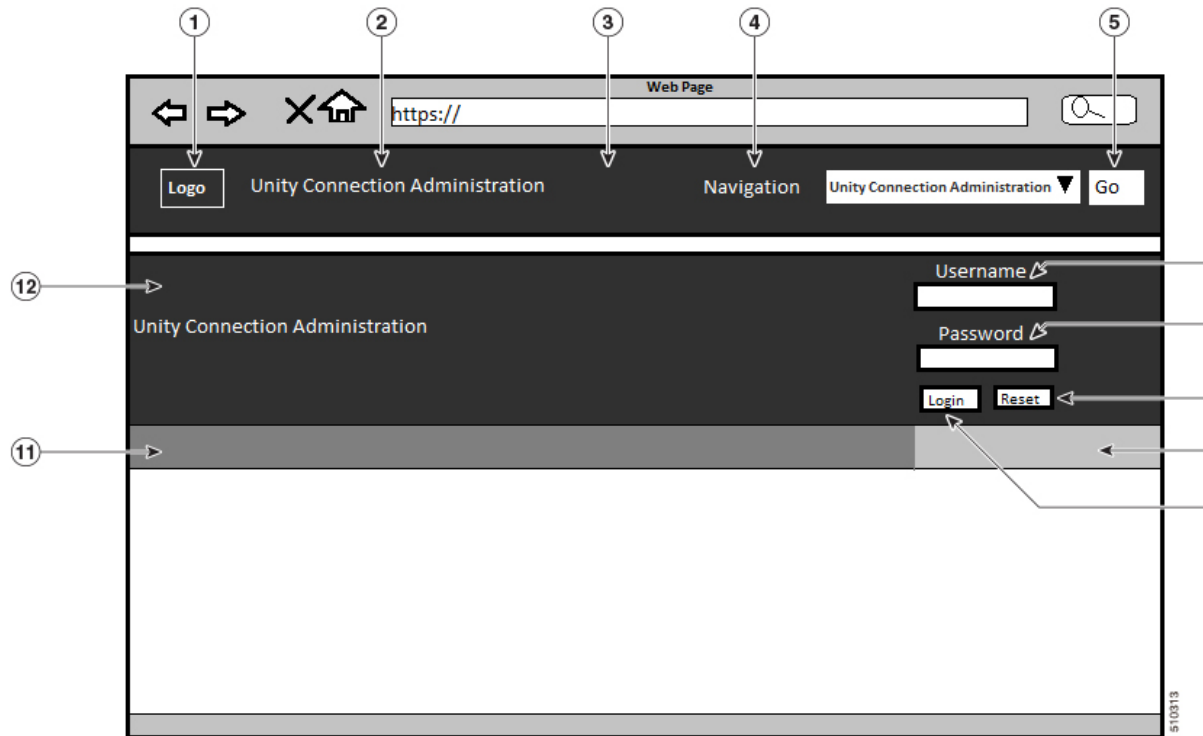 1 2 3 4 5
Web Page
https://
Logo Unity Connection Administration Navigation Unity Connection Administration Go
12
Username
Unity Connection Administration
Password
Login Reset
11
510313